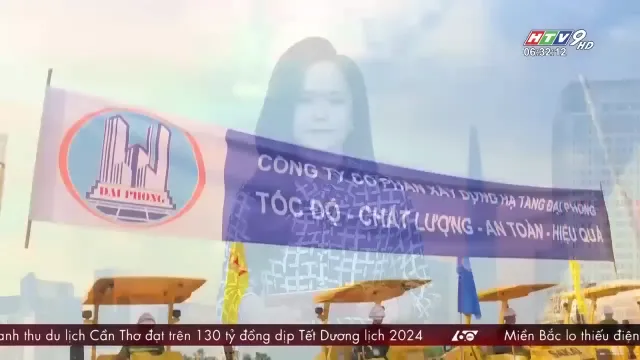 HTV9 HD
06:32:12
ĐẠI PHONG
CÔNG TY CỔ PHẦN XÂY DỰNG HẠ TẦNG ĐẠI PHONG
TỐC ĐỘ - CHẤT LƯỢNG - AN TOÀN - HIỆU QUẢ
anh thu du lịch Cần Thơ đạt trên 130 tỷ đồng dịp Tết Dương lịch 2024
Miền Bắc lo thiếu điện